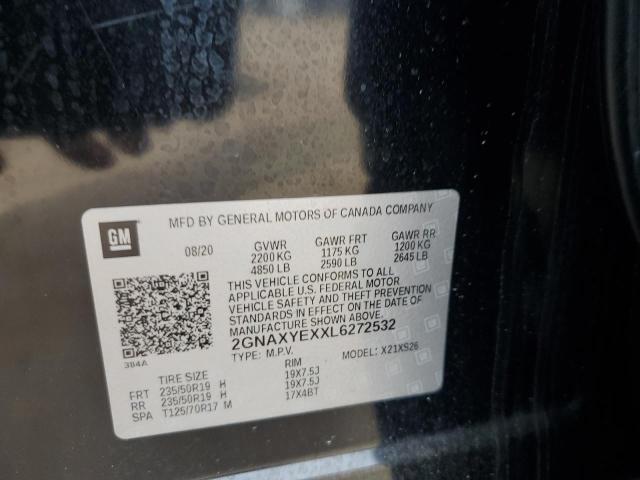 GM
MFD BY GENERAL MOTORS OF CANADA COMPANY
08/20 GVWR GAWR FRT GAWR RR
2200 KG 1175 KG 1200 KG
4850 LB 2590 LB 2645 LB
THIS VEHICLE CONFORMS TO ALL
APPLICABLE U.S. FEDERAL MOTOR
VEHICLE SAFETY AND THEFT PREVENTION
STANDARDS IN EFFECT ON THE DATE OF
MANUFACTURE SHOWN ABOVE.
2GNAXYEXXL6272532
384A TYPE: M.P.V. MODEL: X21XS26
TIRE SIZE RIM
FRT 235/50R19 H 19X7.5J
RR 235/50R19 H 19X7.5J
SPA T125/70R17 M 17X4BT